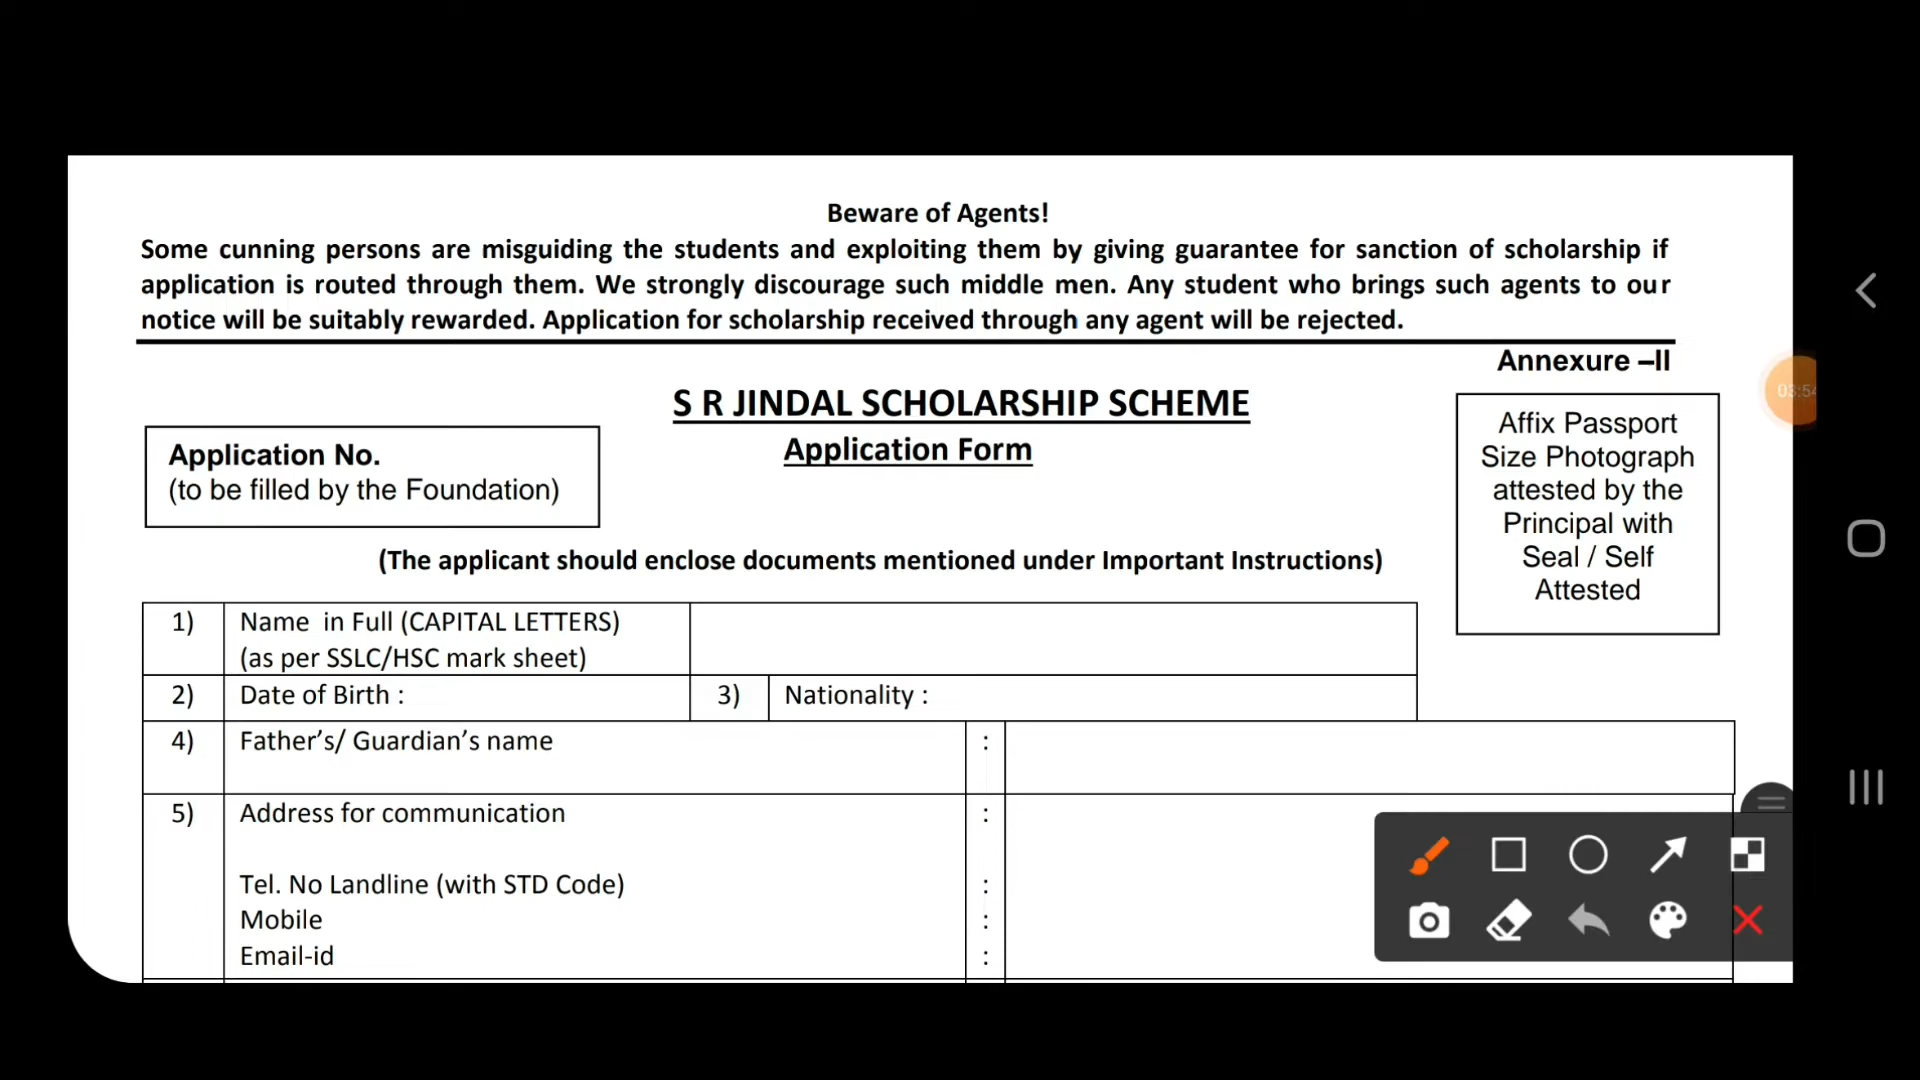 Beware of Agents!
Some cunning persons are misguiding the students and exploiting them by giving guarantee for sanction of scholarship if
application is routed through them. We strongly discourage such middle men. Any student who brings such agents to our
notice will be suitably rewarded. Application for scholarship received through any agent will be rejected.
Annexure –II
S R JINDAL SCHOLARSHIP SCHEME
Application Form
Application No.
(to be filled by the Foundation)
Affix Passport
Size Photograph
attested by the
Principal with
Seal / Self
Attested
(The applicant should enclose documents mentioned under Important Instructions)
1) Name in Full (CAPITAL LETTERS)
(as per SSLC/HSC mark sheet)
2) Date of Birth : 3) Nationality :
4) Father's/ Guardian's name :
5) Address for communication :
Tel. No Landline (with STD Code) :
Mobile :
Email-id :
03:54